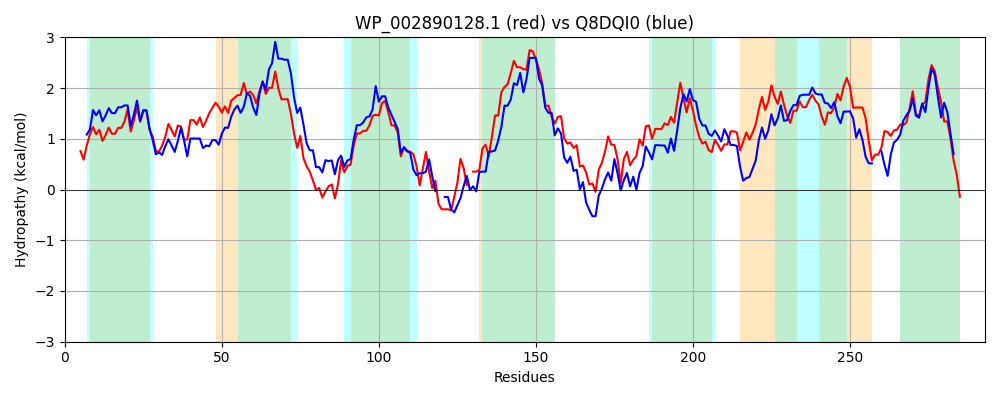 WP_002890128.1 (red) vs Q8DQI0 (blue)
Hydropathy (kcal/mol)
3
2
1
0
−1
−2
−3
0 50 100 150 200 250
Residues